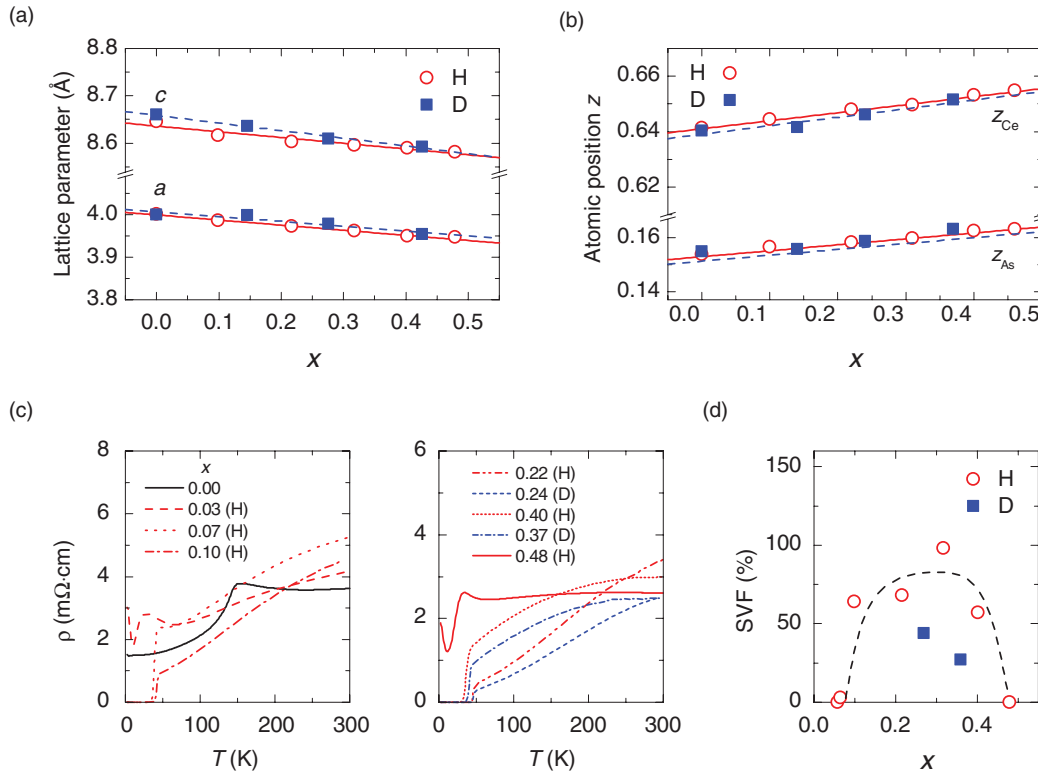 (a)
8.8
8.7
8.6
4.0
3.9
3.8
Lattice parameter (Å)
c
a
H
D
0.0 0.1 0.2 0.3 0.4 0.5
x
(b)
0.66
0.64
0.62
0.16
0.14
Atomic position z
H
D
zCe
zAs
0.0 0.1 0.2 0.3 0.4 0.5
x
(c)
8
6
4
2
0
ρ (mΩ·cm)
x
0.00
0.03 (H)
0.07 (H)
0.10 (H)
0 100 200 300
T (K)
6
4
2
0
0.22 (H)
0.24 (D)
0.40 (H)
0.37 (D)
0.48 (H)
0 100 200 300
T (K)
(d)
150
100
50
0
SVF (%)
H
D
0.0 0.2 0.4
x